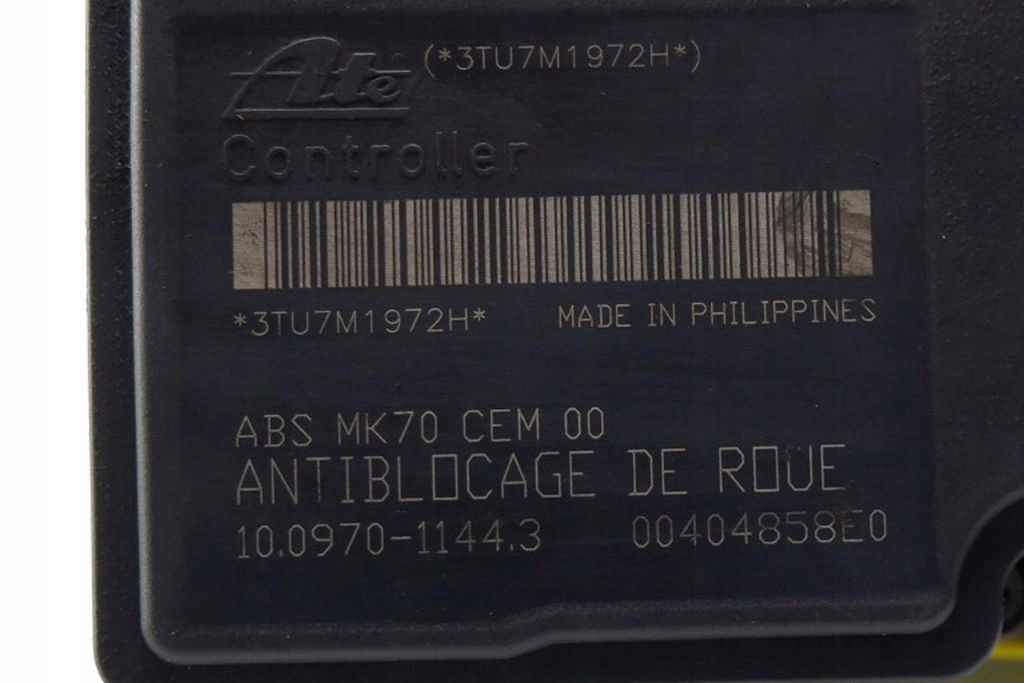 Ate (*3TU7M1972H*)
Controller
*3TU7M1972H* MADE IN PHILIPPINES
ABS MK70 CEM 00
ANTIBLOCAGE DE ROUE
10.0970-1144.3 00404858E0